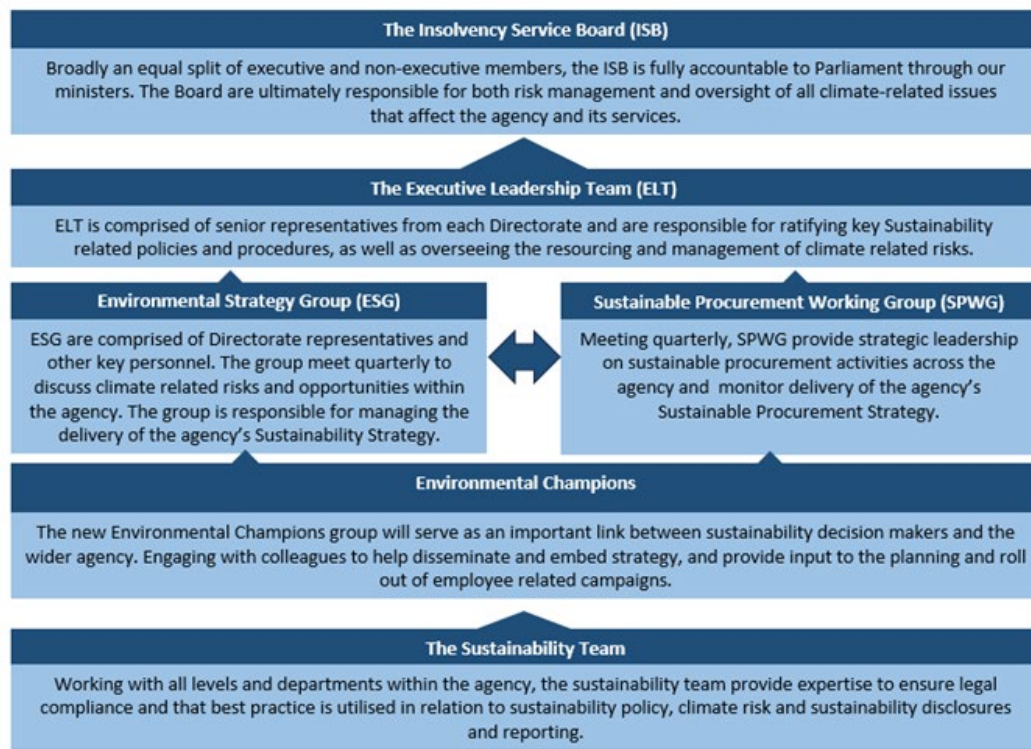 The Insolvency Service Board (ISB)
Broadly an equal split of executive and non-executive members, the ISB is fully accountable to Parliament through our
ministers. The Board are ultimately responsible for both risk management and oversight of all climate-related issues
that affect the agency and its services.
The Executive Leadership Team (ELT)
ELT is comprised of senior representatives from each Directorate and are responsible for ratifying key Sustainability
related policies and procedures, as well as overseeing the resourcing and management of climate related risks.
Environmental Strategy Group (ESG)
ESG are comprised of Directorate representatives and
other key personnel. The group meet quarterly to
discuss climate related risks and opportunities within
the agency. The group is responsible for managing the
delivery of the agency's Sustainability Strategy.
Sustainable Procurement Working Group (SPWG)
Meeting quarterly, SPWG provide strategic leadership
on sustainable procurement activities across the
agency and monitor delivery of the agency's
Sustainable Procurement Strategy.
Environmental Champions
The new Environmental Champions group will serve as an important link between sustainability decision makers and the
wider agency. Engaging with colleagues to help disseminate and embed strategy, and provide input to the planning and roll
out of employee related campaigns.
The Sustainability Team
Working with all levels and departments within the agency, the sustainability team provide expertise to ensure legal
compliance and that best practice is utilised in relation to sustainability policy, climate risk and sustainability disclosures
and reporting.